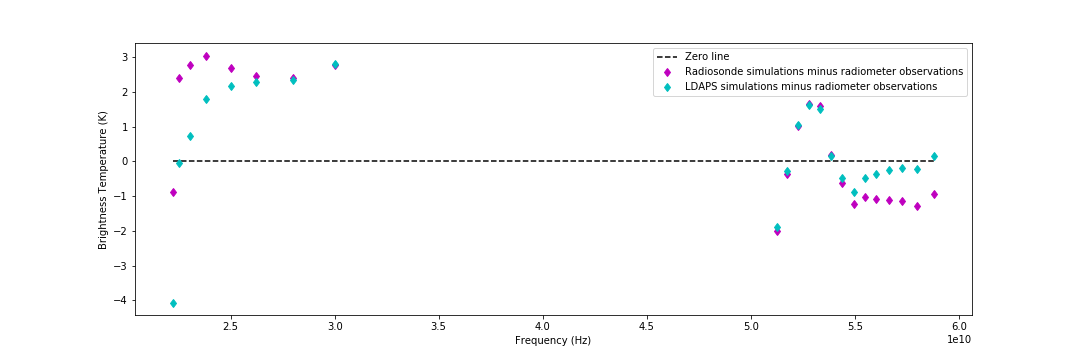 Zero line
Radiosonde simulations minus radiometer observations
LDAPS simulations minus radiometer observations
Brightness Temperature (K)
3
2
1
0
−1
−2
−3
−4
2.5 3.0 3.5 4.0 4.5 5.0 5.5 6.0
1e10
Frequency (Hz)